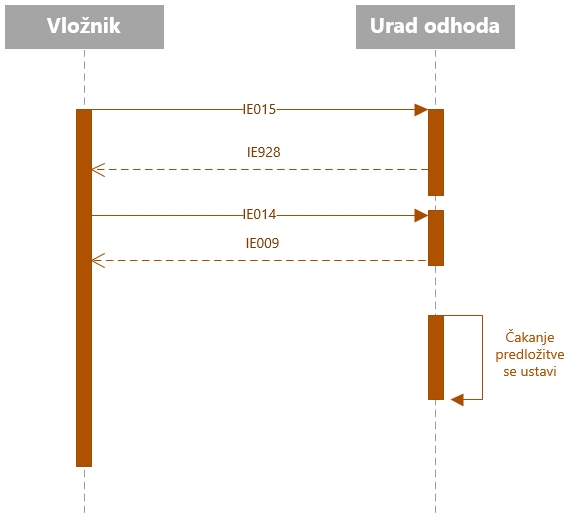 Vložnik
Urad odhoda
IE015
IE928
IE014
IE009
Čakanje
predložitve
se ustavi